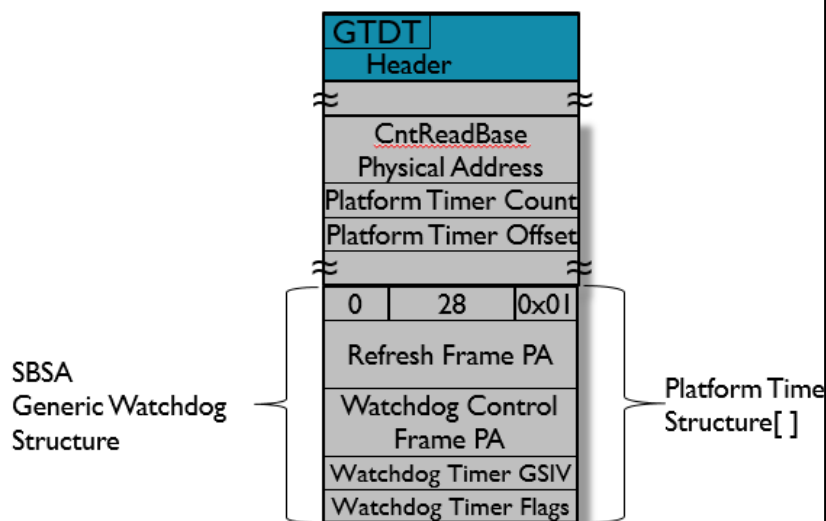 GTDT
Header
CntReadBase
Physical Address
Platform Timer Count
Platform Timer Offset
0 28 0x01
Refresh Frame PA
Watchdog Control
Frame PA
Watchdog Timer GSIV
Watchdog Timer Flags
SBSA
Generic Watchdog
Structure
Platform Time
Structure[ ]